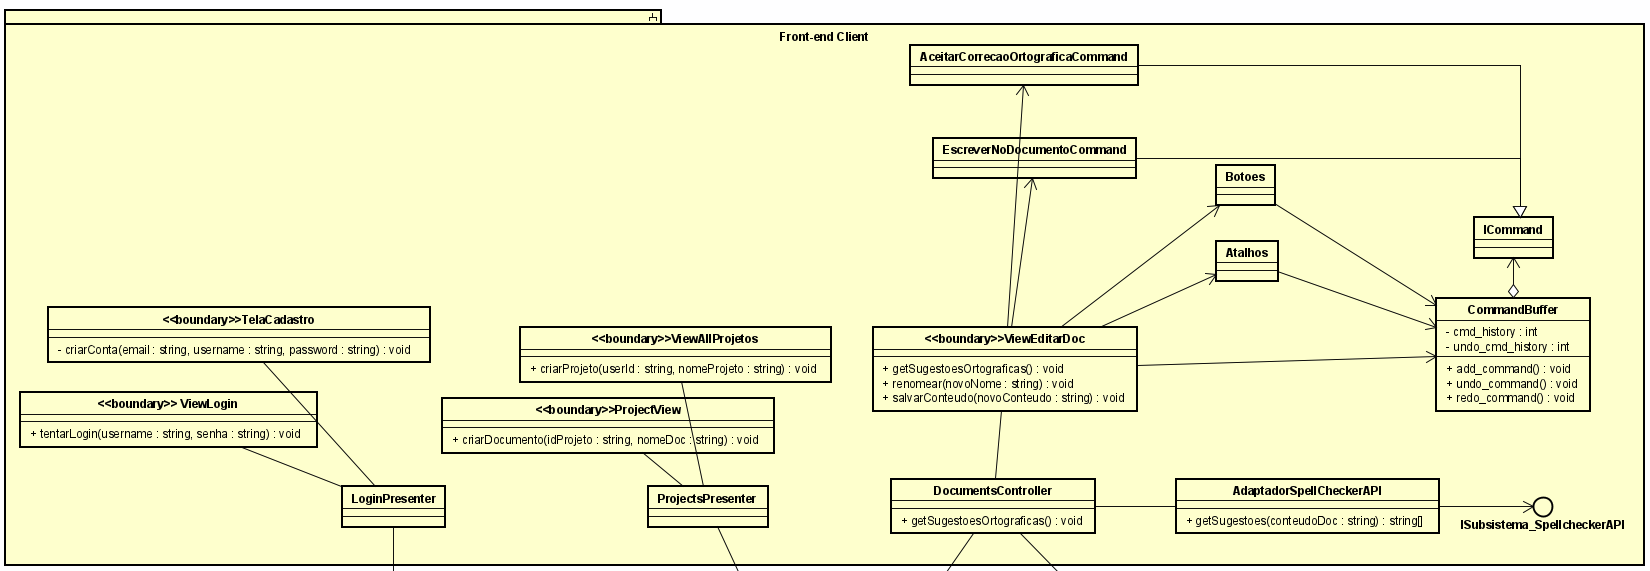 Front-end Client
AceitarCorrecaoOrtograficaCommand
EscreverNoDocumentoCommand
Botoes
ICommand
Atalhos
CommandBuffer
- cmd_history : int
- undo_cmd_history : int
+ add_command() : void
+ undo_command() : void
+ redo_command() : void
<<boundary>>TelaCadastro
- criarConta(email : string, username : string, password : string) : void
<<boundary>>ViewAllProjetos
+ criarProjeto(userId : string, nomeProjeto : string) : void
<<boundary>>ViewEditarDoc
+ getSugestoesOrtograficas() : void
+ renomear(novoNome : string) : void
+ salvarConteudo(novoConteudo : string) : void
<<boundary>> ViewLogin
+ tentarLogin(username : string, senha : string) : void
<<boundary>>ProjectView
+ criarDocumento(idProjeto : string, nomeDoc : string) : void
LoginPresenter
ProjectsPresenter
DocumentsController
+ getSugestoesOrtograficas() : void
AdaptadorSpellCheckerAPI
+ getSugestoes(conteudoDoc : string) : string[]
ISubsistema_SpellcheckerAPI